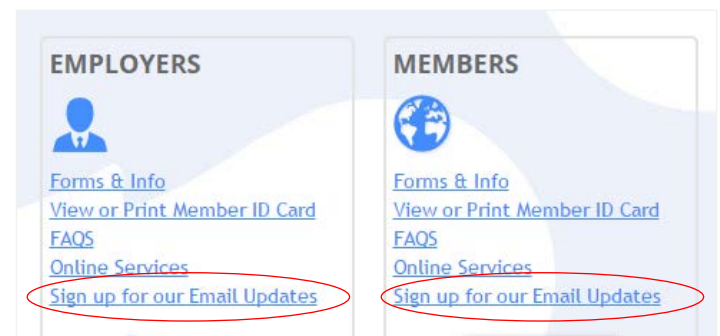 EMPLOYERS
Forms & Info
View or Print Member ID Card
FAQS
Online Services
Sign up for our Email Updates
MEMBERS
Forms & Info
View or Print Member ID Card
FAQS
Online Services
Sign up for our Email Updates